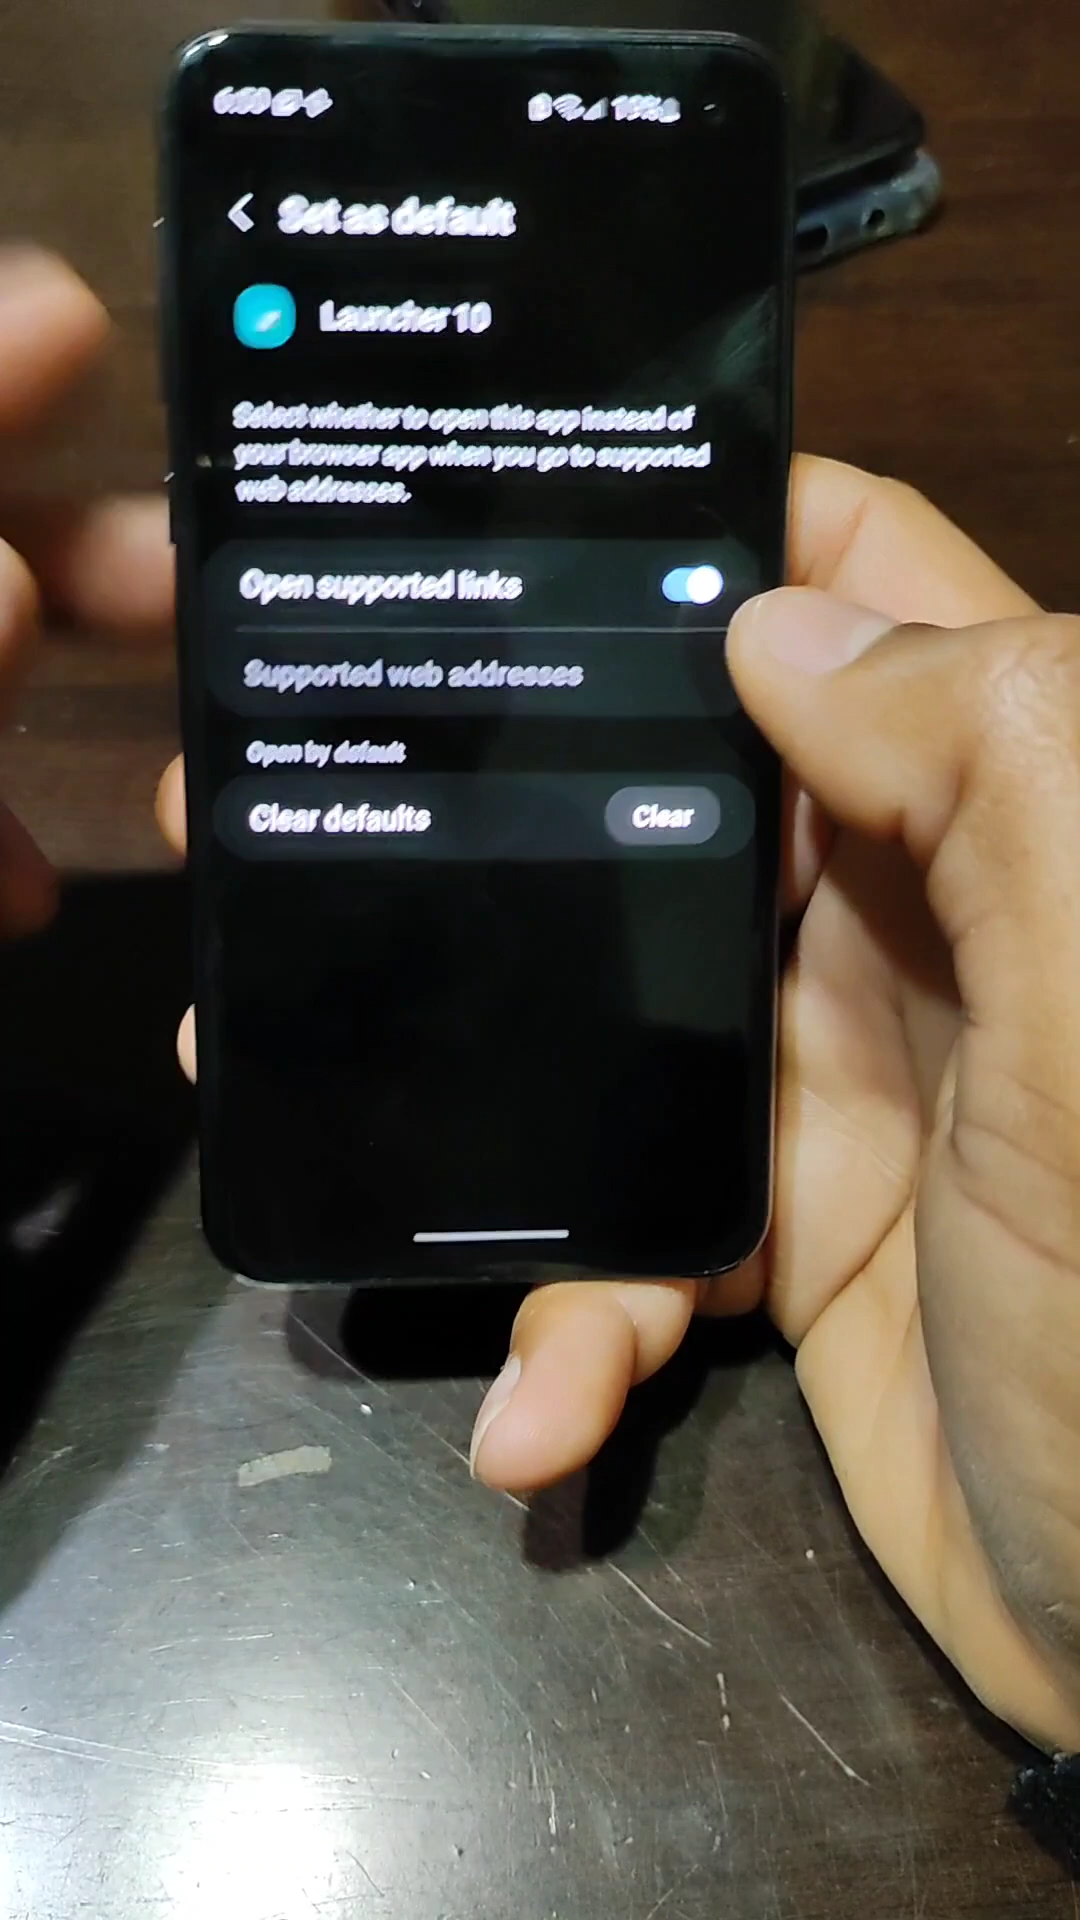 Set as default
Launcher 10
Select whether to open this app instead of
your browser app when you go to supported
web addresses.
Open supported links
Supported web addresses
Open by default
Clear defaults
Clear